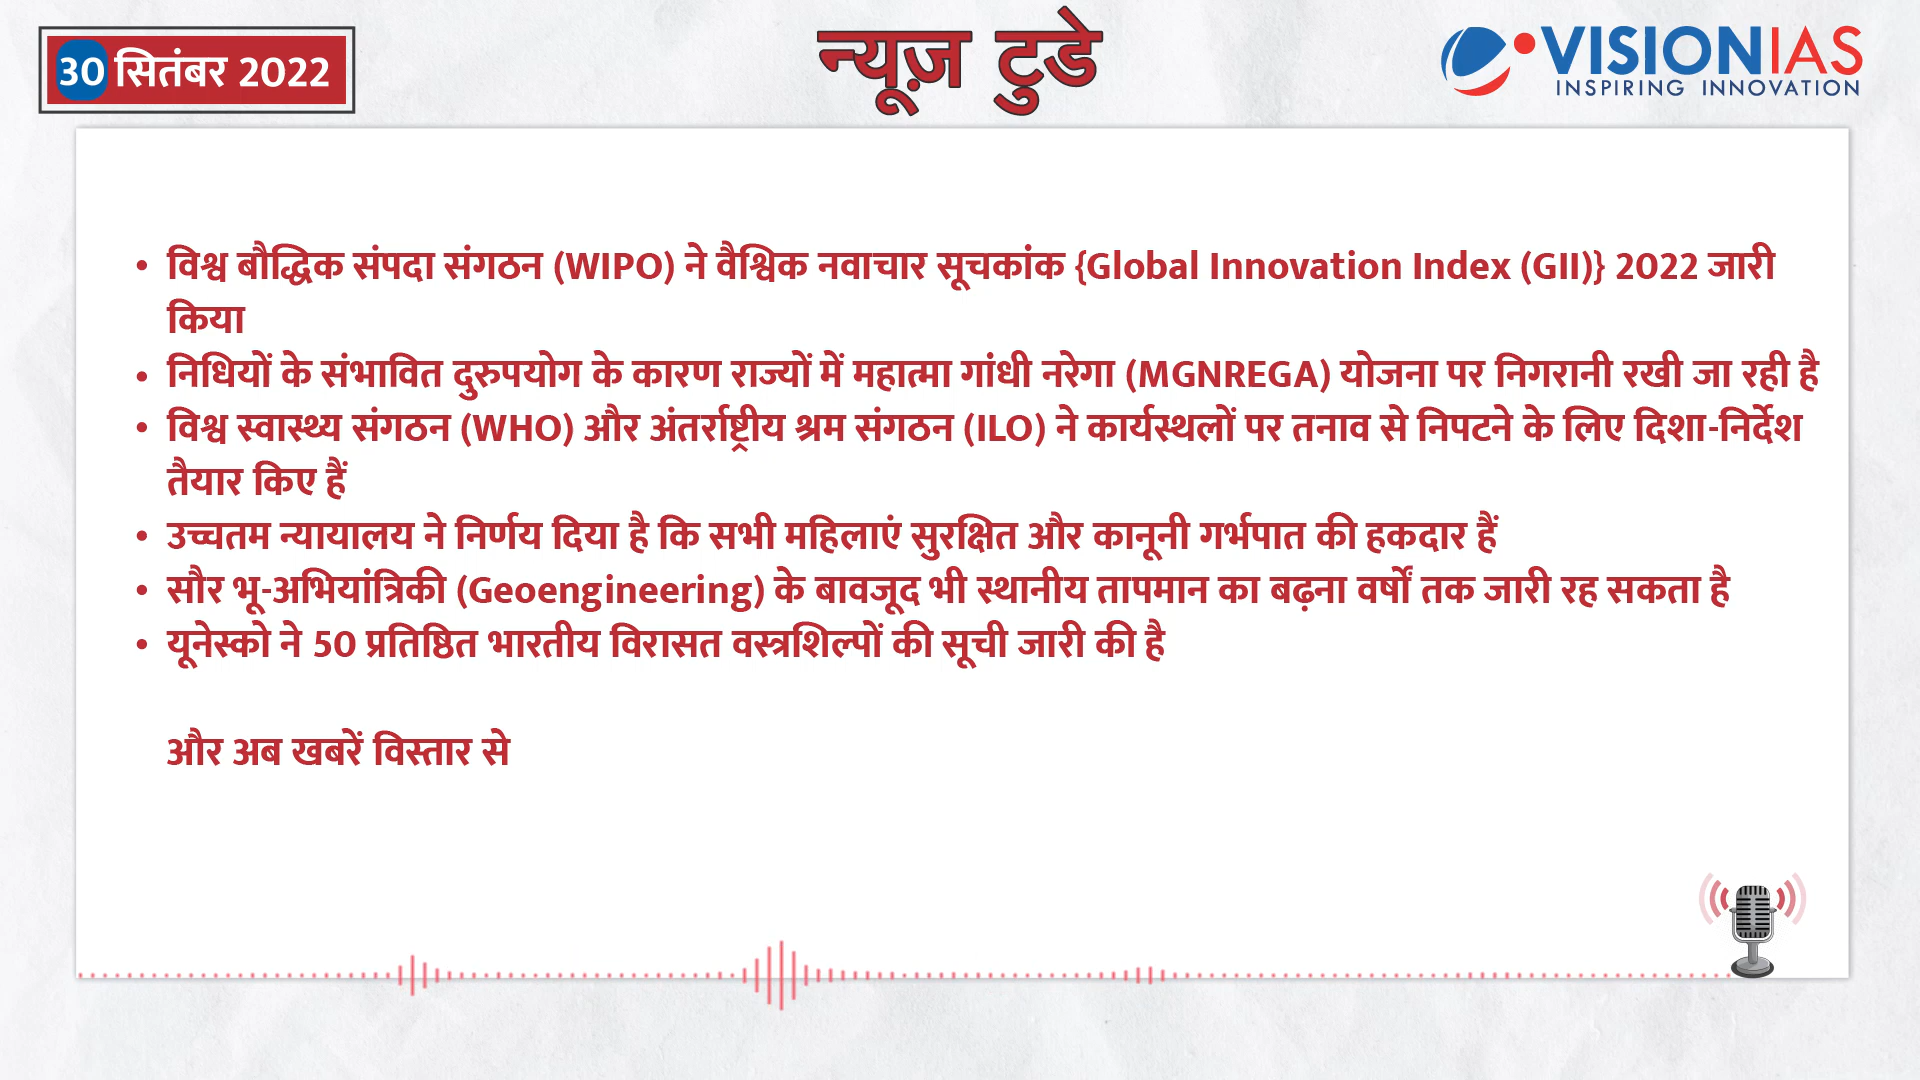 30 सितंबर 2022
न्यूज़ टुडे
VISIONIAS
INSPIRING INNOVATION
• विश्व बौद्धिक संपदा संगठन (WIPO) ने वैश्विक नवाचार सूचकांक {Global Innovation Index (GII)} 2022 जारी
किया
• निधियों के संभावित दुरुपयोग के कारण राज्यों में महात्मा गांधी नरेगा (MGNREGA) योजना पर निगरानी रखी जा रही है
• विश्व स्वास्थ्य संगठन (WHO) और अंतर्राष्ट्रीय श्रम संगठन (ILO) ने कार्यस्थलों पर तनाव से निपटने के लिए दिशा-निर्देश
तैयार किए हैं
• उच्चतम न्यायालय ने निर्णय दिया है कि सभी महिलाएं सुरक्षित और कानूनी गर्भपात की हकदार हैं
• सौर भू-अभियांत्रिकी (Geoengineering) के बावजूद भी स्थानीय तापमान का बढ़ना वर्षों तक जारी रह सकता है
• यूनेस्को ने 50 प्रतिष्ठित भारतीय विरासत वस्त्रशिल्पों की सूची जारी की है
और अब खबरें विस्तार से